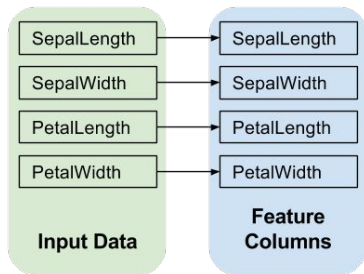 SepalLength
SepalWidth
PetalLength
PetalWidth
Input Data
SepalLength
SepalWidth
PetalLength
PetalWidth
Feature
Columns